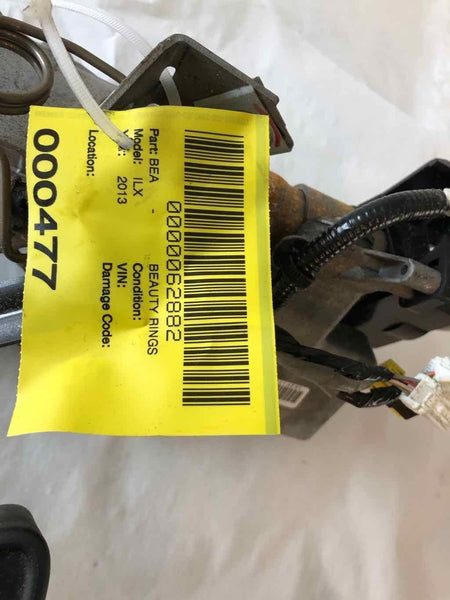 0000062882
Part: BEA - BEAUTY RINGS
Model: ILX Condition:
2013 VIN:
Location: Damage Code:
000477